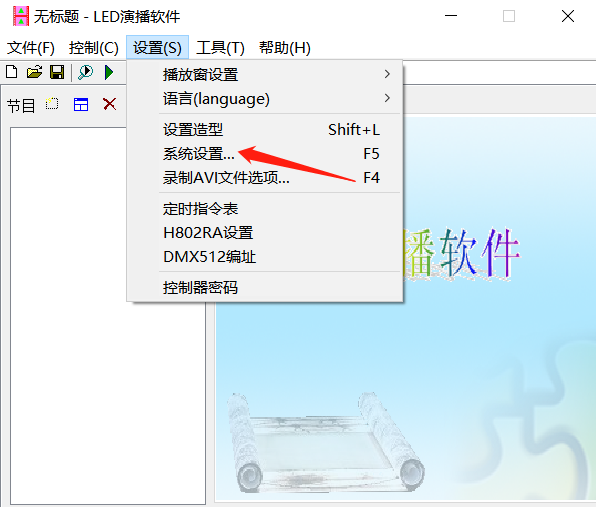 无标题 - LED演播软件
文件(F) 控制(C) 设置(S) 工具(T) 帮助(H)
节目
播放窗设置
语言(language)
设置造型 Shift+L
系统设置... F5
录制AVI文件选项... F4
定时指令表
H802RA设置
DMX512编址
控制器密码
播软件